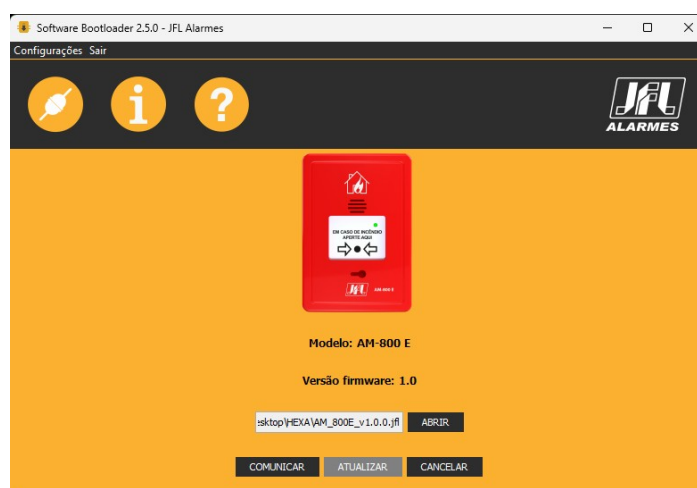 Software Bootloader 2.5.0 - JFL Alarmes
Configurações Sair
JFL
ALARMES
EM CASO DE INCÊNDIO
APERTE AQUI
JFL AM-800 E
Modelo: AM-800 E
Versão firmware: 1.0
sktop\HEXA\AM_800E_v1.0.0.jfl ABRIR
COMUNICAR ATUALIZAR CANCELAR